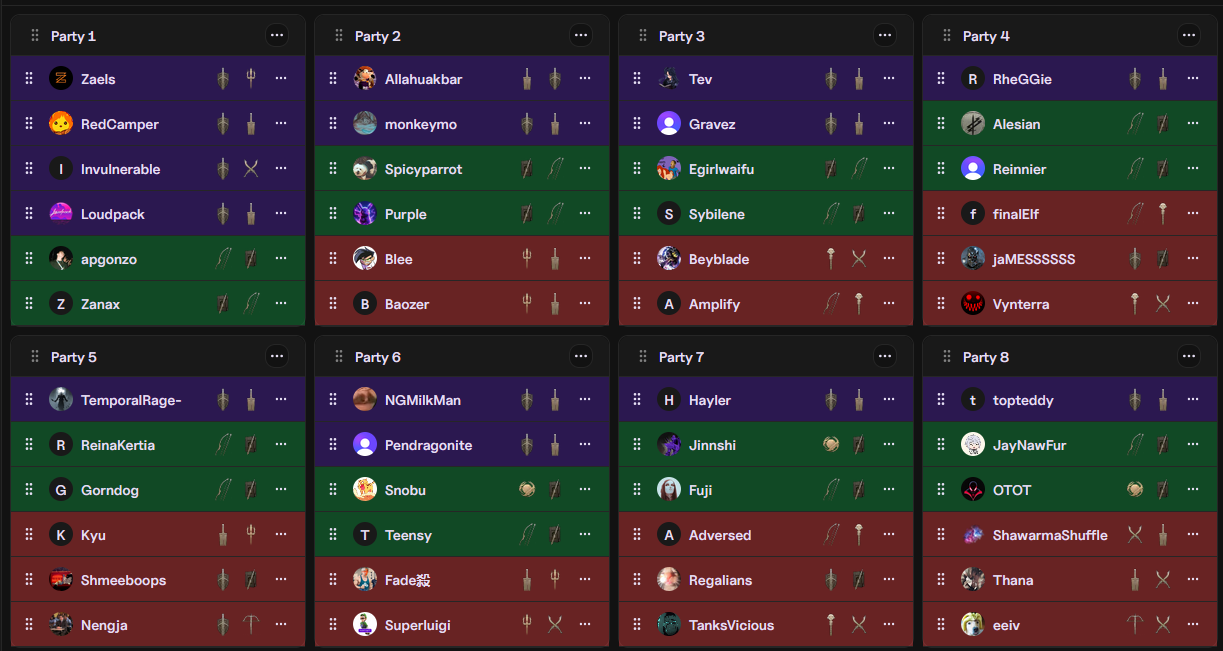 Party 1
Zaels
RedCamper
I Invulnerable
Loudpack
apgonzo
Z Zanax
Party 2
Allahuakbar
monkeymo
Spicyparrot
Purple
Blee
B Baozer
Party 3
Tev
Gravez
Egirlwaifu
S Sybilene
Beyblade
A Amplify
Party 4
R RheGGie
Alesian
Reinnier
f finalElf
jaMESSSSSS
Vynterra
Party 5
TemporalRage-
R ReinaKertia
G Gorndog
K Kyu
Shmeeboops
Nengja
Party 6
NGMilkMan
Pendragonite
Snobu
T Teensy
Fade殺
Superluigi
Party 7
H Hayler
Jinnshi
Fuji
A Adversed
Regalians
TanksVicious
Party 8
t topteddy
JayNawFur
OTOT
ShawarmaShuffle
Thana
eeiv